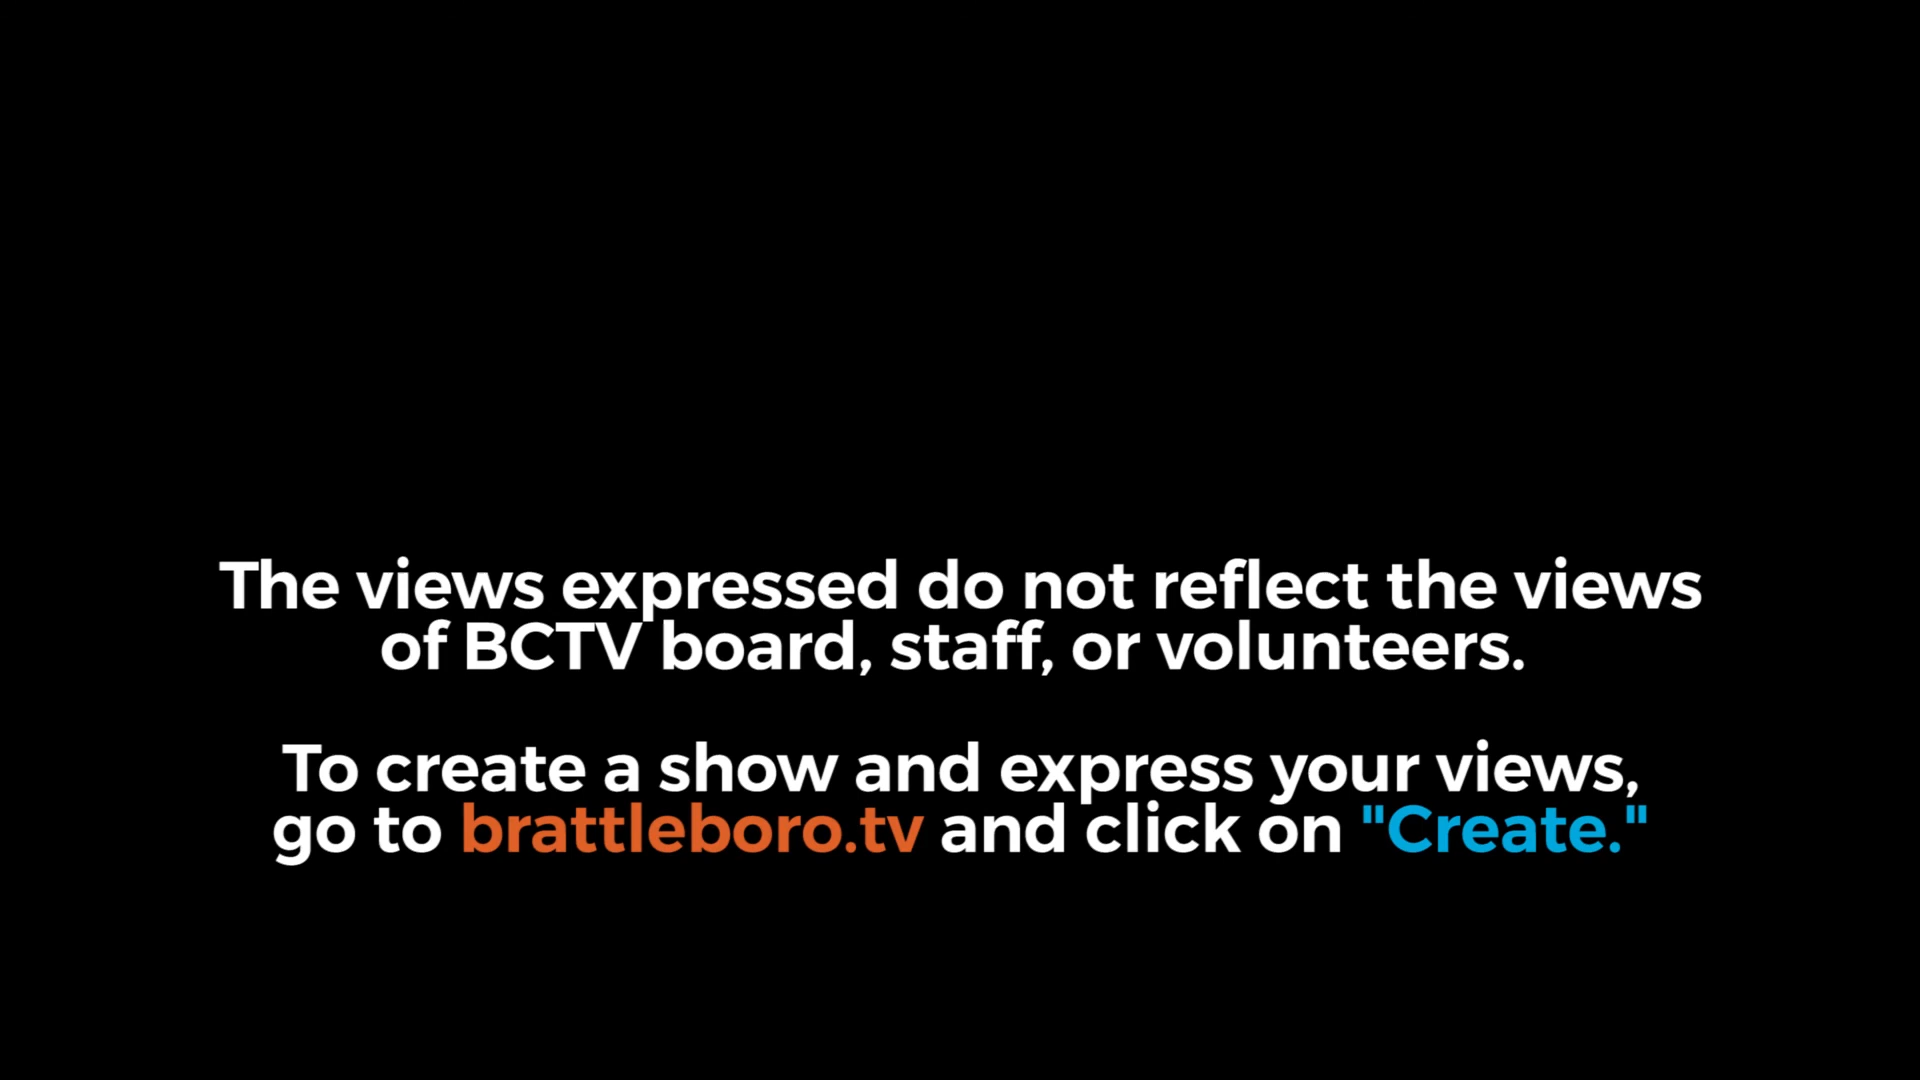 The views expressed do not reflect the views
of BCTV board, staff, or volunteers.
To create a show and express your views,
go to brattleboro.tv and click on "Create."